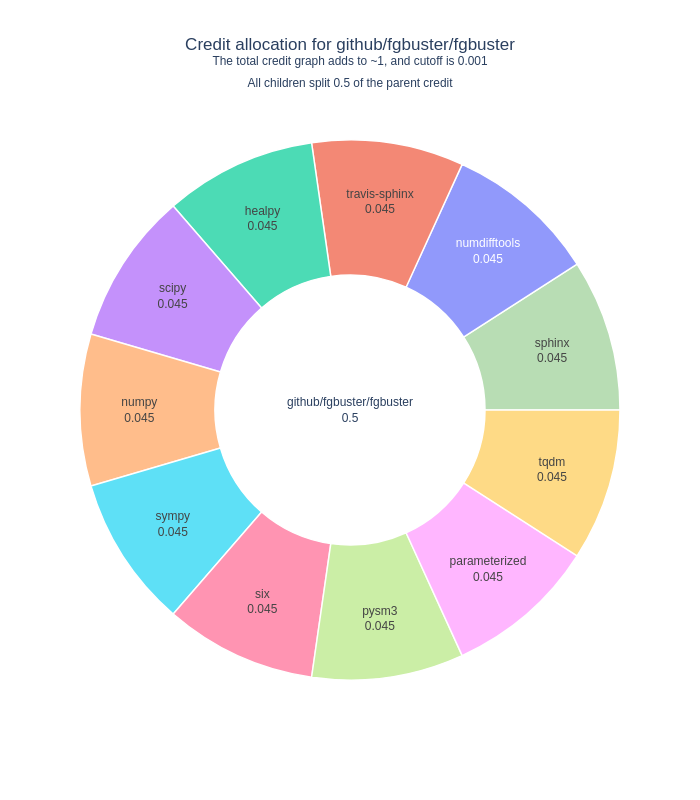 Credit allocation for github/fgbuster/fgbuster
The total credit graph adds to ~1, and cutoff is 0.001
All children split 0.5 of the parent credit
travis-sphinx
0.045
healpy
0.045
numdifftools
0.045
scipy
0.045
sphinx
0.045
numpy
0.045
github/fgbuster/fgbuster
0.5
tqdm
0.045
sympy
0.045
parameterized
0.045
six
0.045
pysm3
0.045